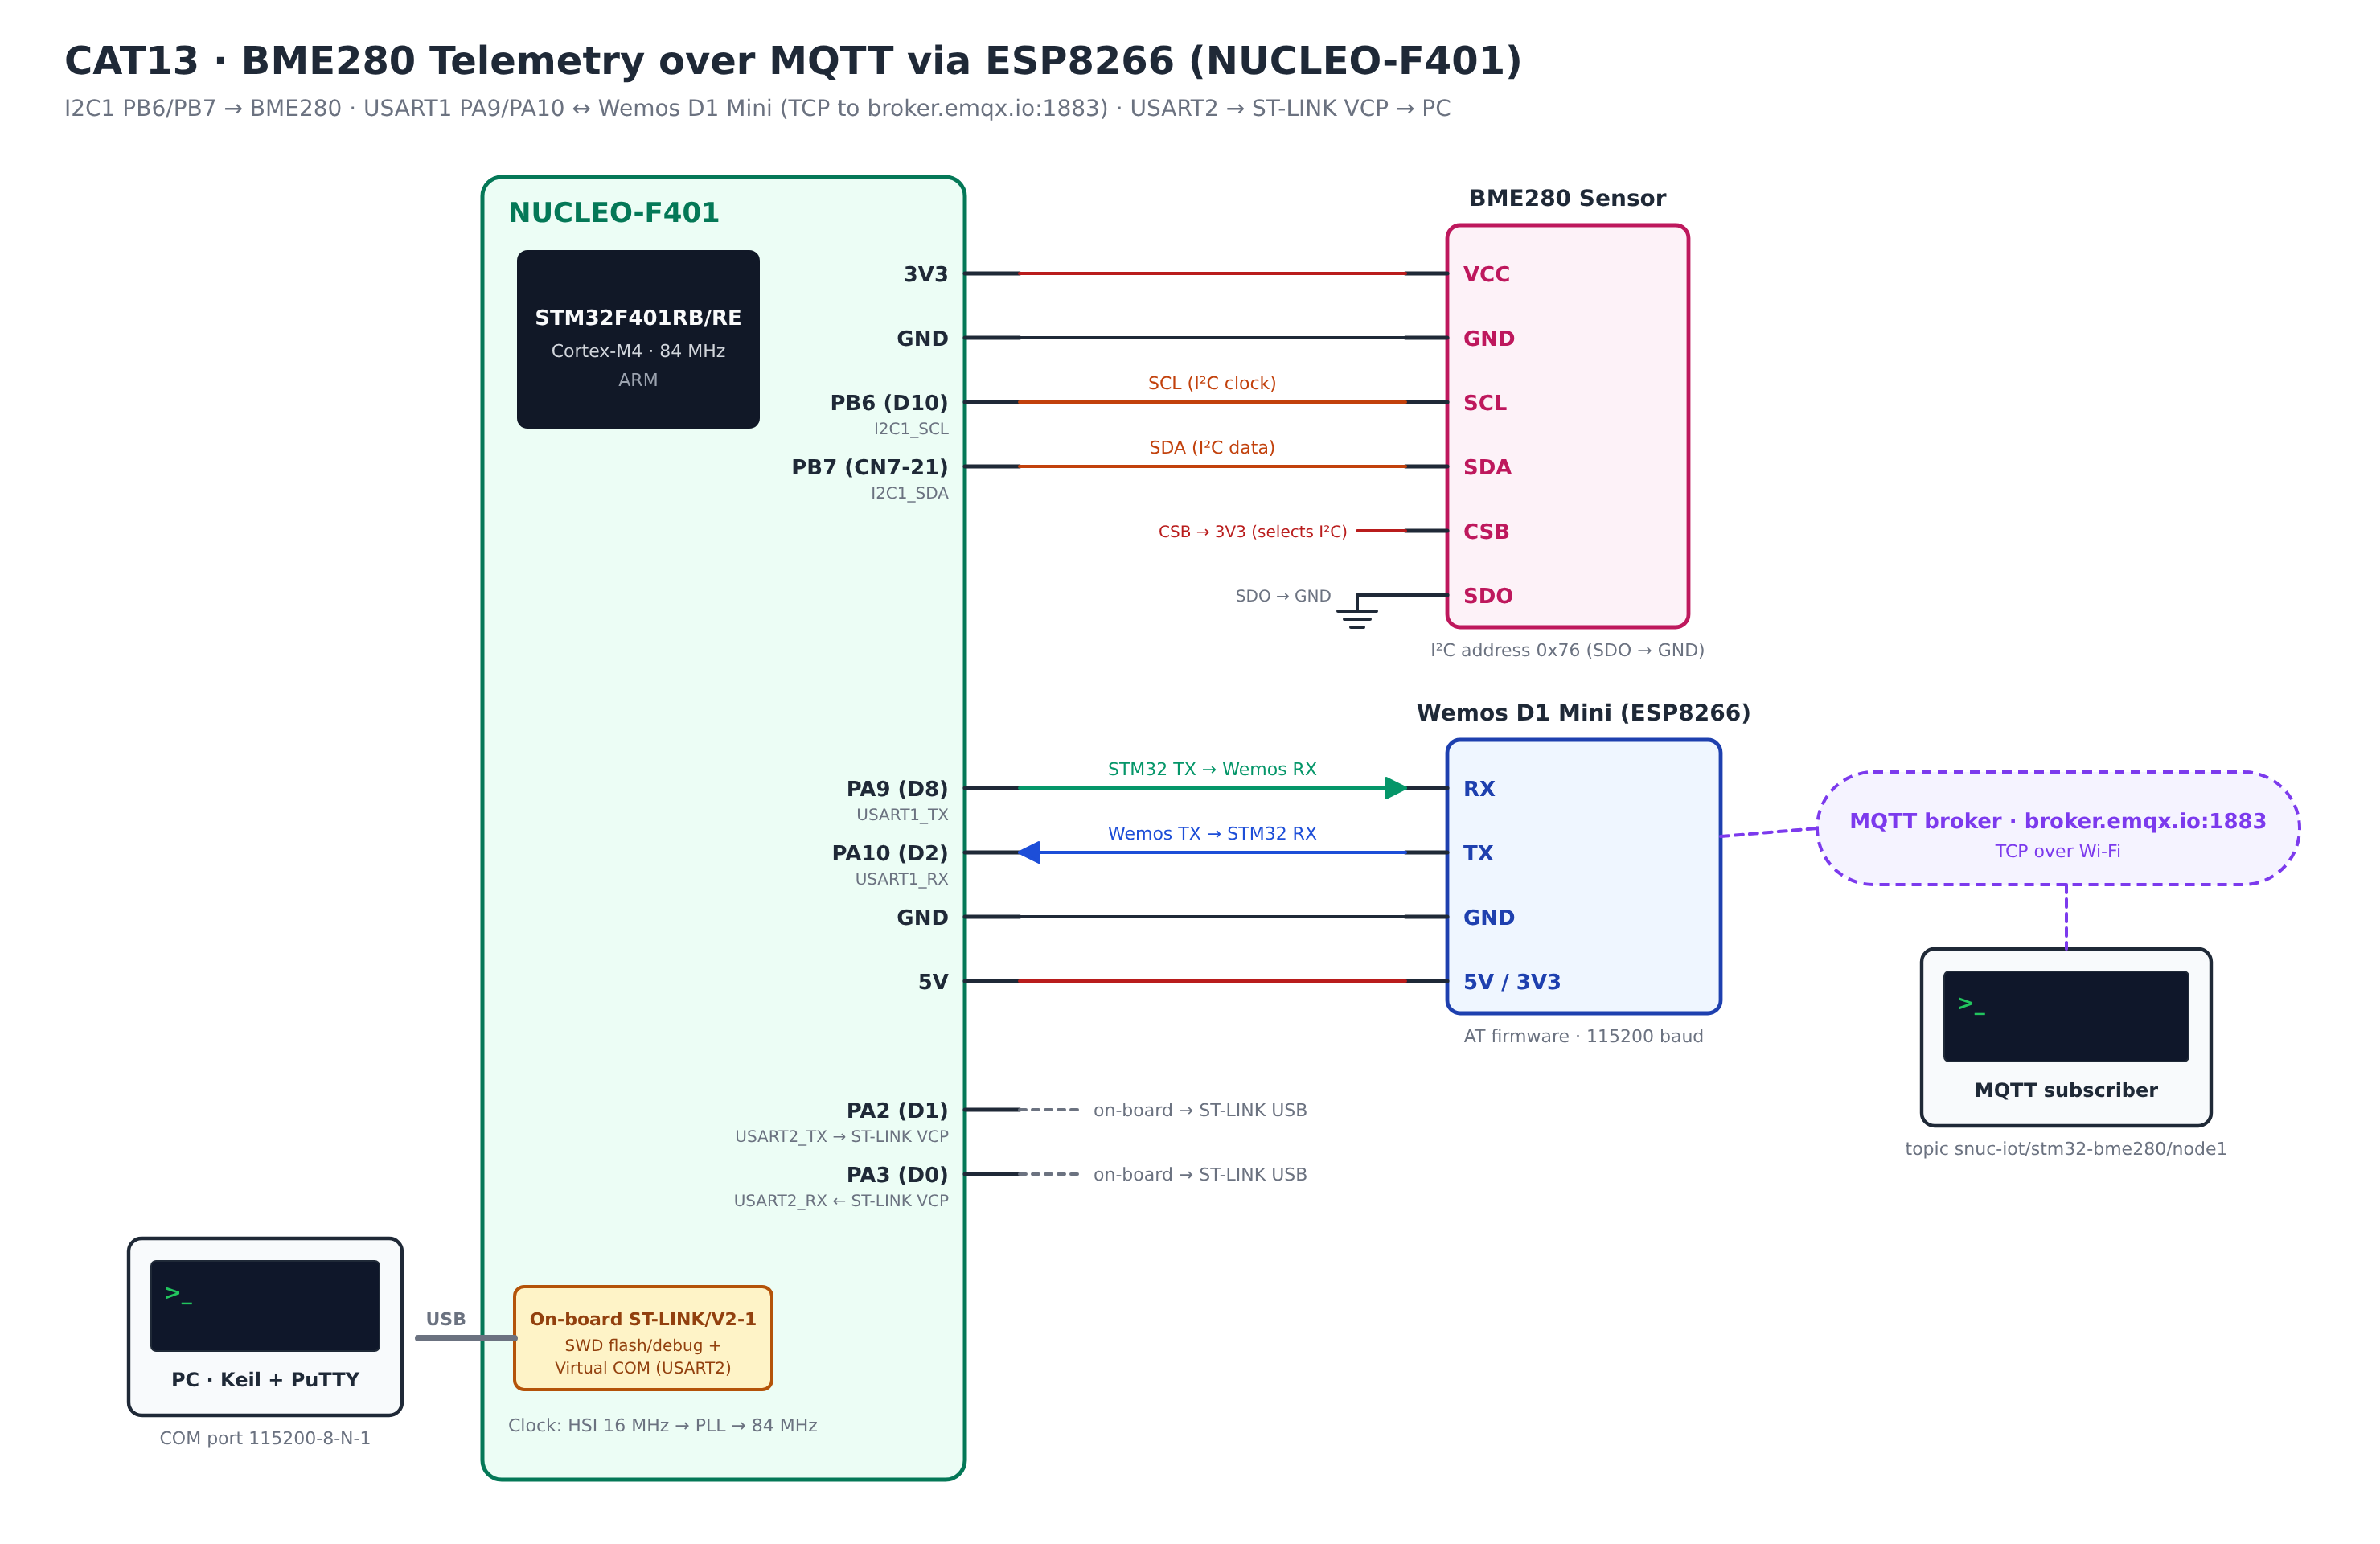 CAT13 · BME280 Telemetry over MQTT via ESP8266 (NUCLEO-F401)
I2C1 PB6/PB7 → BME280 · USART1 PA9/PA10 ↔ Wemos D1 Mini (TCP to broker.emqx.io:1883) · USART2 → ST-LINK VCP → PC
NUCLEO-F401
STM32F401RB/RE
Cortex-M4 · 84 MHz
ARM
3V3
GND
PB6 (D10)
I2C1_SCL
PB7 (CN7-21)
I2C1_SDA
SCL (I²C clock)
SDA (I²C data)
CSB → 3V3 (selects I²C)
SDO → GND
BME280 Sensor
VCC
GND
SCL
SDA
CSB
SDO
I²C address 0x76 (SDO → GND)
PA9 (D8)
USART1_TX
PA10 (D2)
USART1_RX
GND
5V
STM32 TX → Wemos RX
Wemos TX → STM32 RX
Wemos D1 Mini (ESP8266)
RX
TX
GND
5V / 3V3
AT firmware · 115200 baud
MQTT broker · broker.emqx.io:1883
TCP over Wi-Fi
>_
MQTT subscriber
topic snuc-iot/stm32-bme280/node1
PA2 (D1)
USART2_TX → ST-LINK VCP
on-board → ST-LINK USB
PA3 (D0)
USART2_RX ← ST-LINK VCP
on-board → ST-LINK USB
>_
PC · Keil + PuTTY
COM port 115200-8-N-1
USB
On-board ST-LINK/V2-1
SWD flash/debug +
Virtual COM (USART2)
Clock: HSI 16 MHz → PLL → 84 MHz